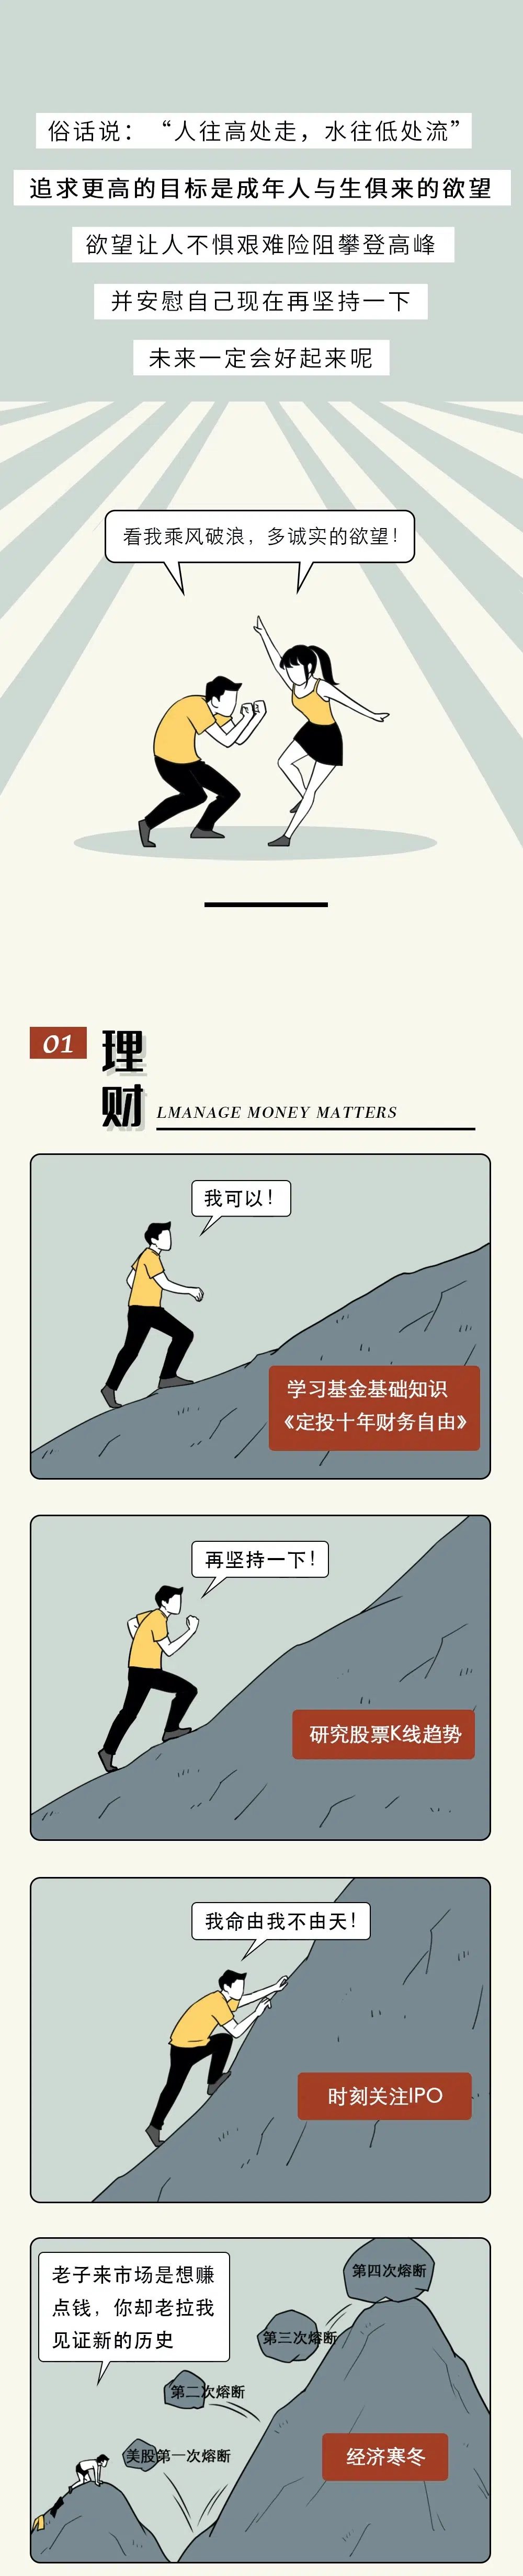 俗话说：“人往高处走，水往低处流”
追求更高的目标是成年人与生俱来的欲望
欲望让人不惧艰难险阻攀登高峰
并安慰自己现在再坚持一下
未来一定会好起来呢
看我乘风破浪，多诚实的欲望！
01
理
财
LMANAGE MONEY MATTERS
我可以！
学习基金基础知识
《定投十年财务自由》
再坚持一下！
研究股票K线趋势
我命由我不由天！
时刻关注IPO
老子来市场是想赚
点钱，你却老拉我
见证新的历史
第四次熔断
第三次熔断
第二次熔断
美股第一次熔断
经济寒冬